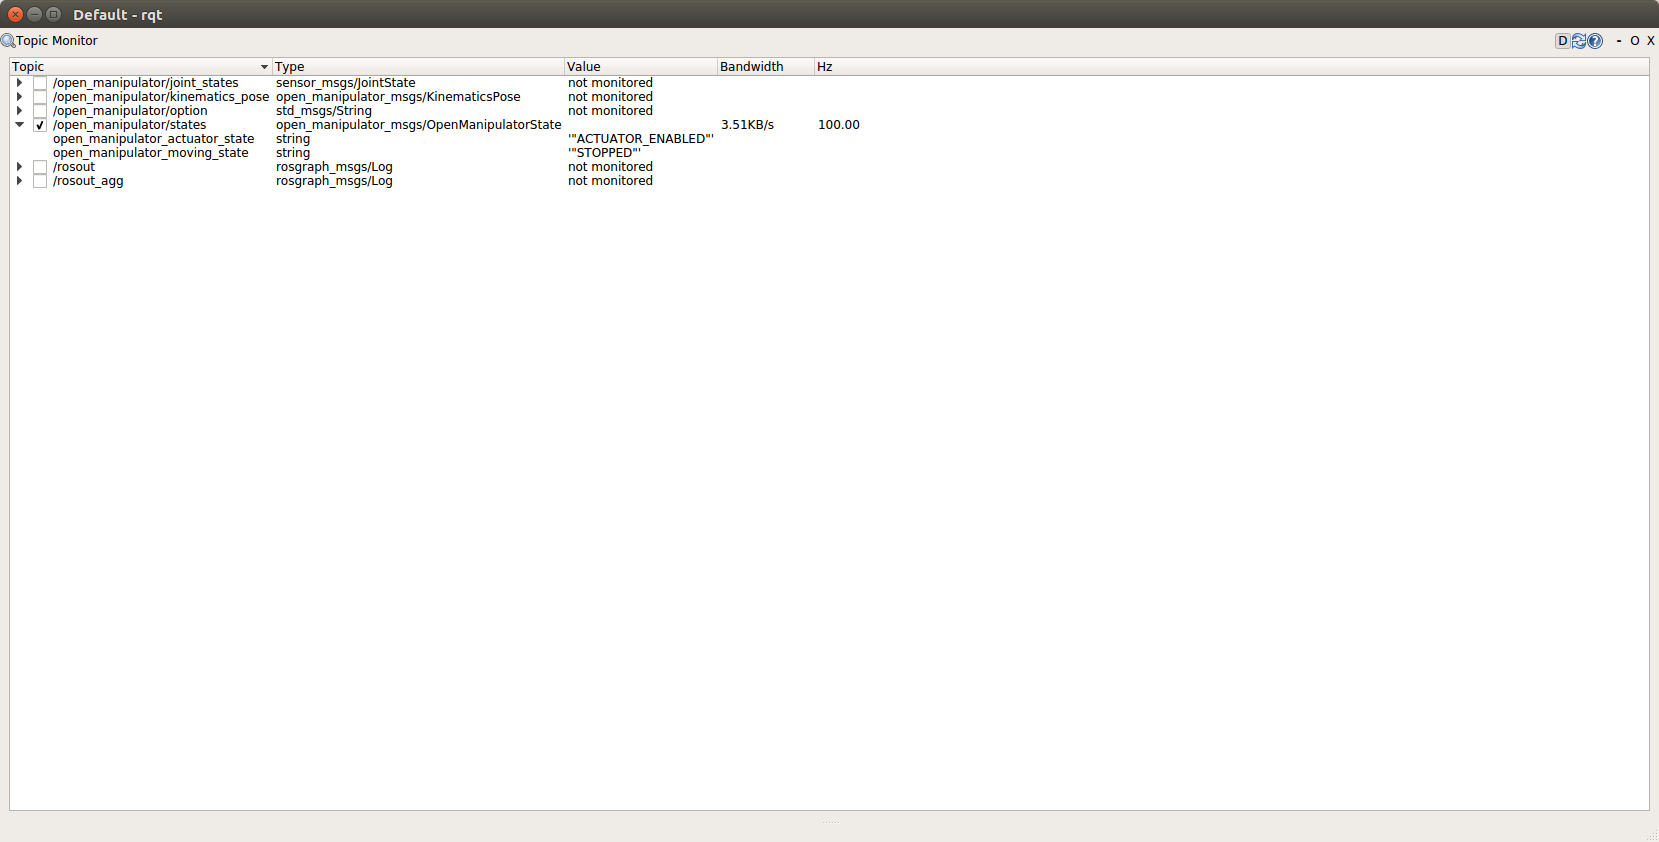 Default - rqt
Topic Monitor D ? - O X
Topic Type Value Bandwidth Hz
/open_manipulator/joint_states sensor_msgs/JointState not monitored
/open_manipulator/kinematics_pose open_manipulator_msgs/KinematicsPose not monitored
/open_manipulator/option std_msgs/String not monitored
/open_manipulator/states open_manipulator_msgs/OpenManipulatorState 3.51KB/s 100.00
open_manipulator_actuator_state string '"ACTUATOR_ENABLED"'
open_manipulator_moving_state string '"STOPPED"'
/rosout rosgraph_msgs/Log not monitored
/rosout_agg rosgraph_msgs/Log not monitored